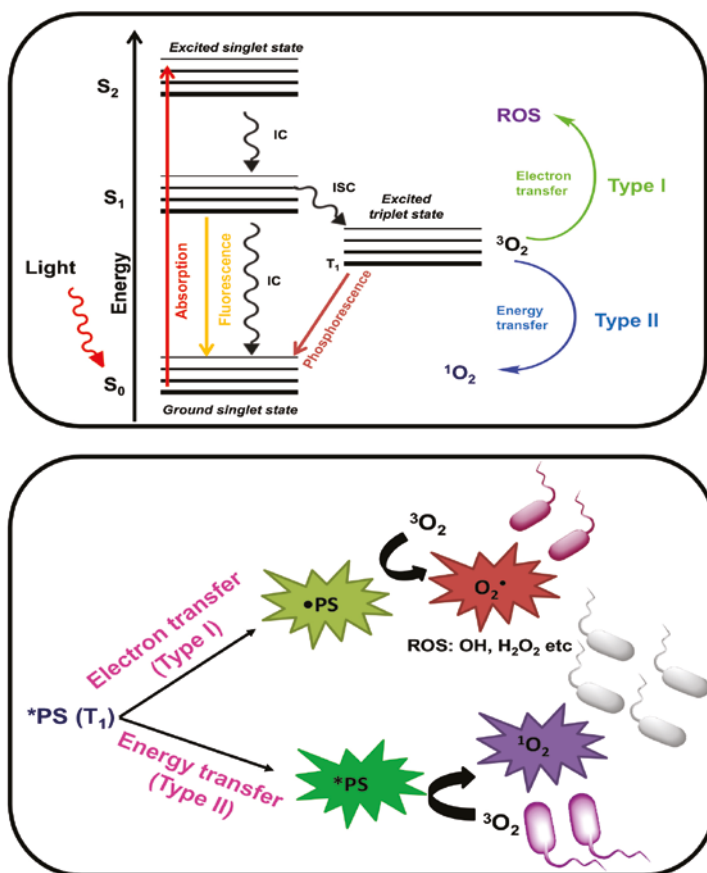 Excited singlet state
S₂
IC
ROS
Electron
transfer
Type I
S₁
ISC
Excited
triplet state
³O₂
T₁
Light
Energy
Absorption
Fluorescence
IC
Phosphorescence
Energy
transfer
Type II
¹O₂
S₀
Ground singlet state
³O₂
Electron transfer
(Type I)
•PS
O₂•
ROS: OH, H₂O₂ etc
*PS (T₁)
Energy transfer
(Type II)
*PS
¹O₂
³O₂